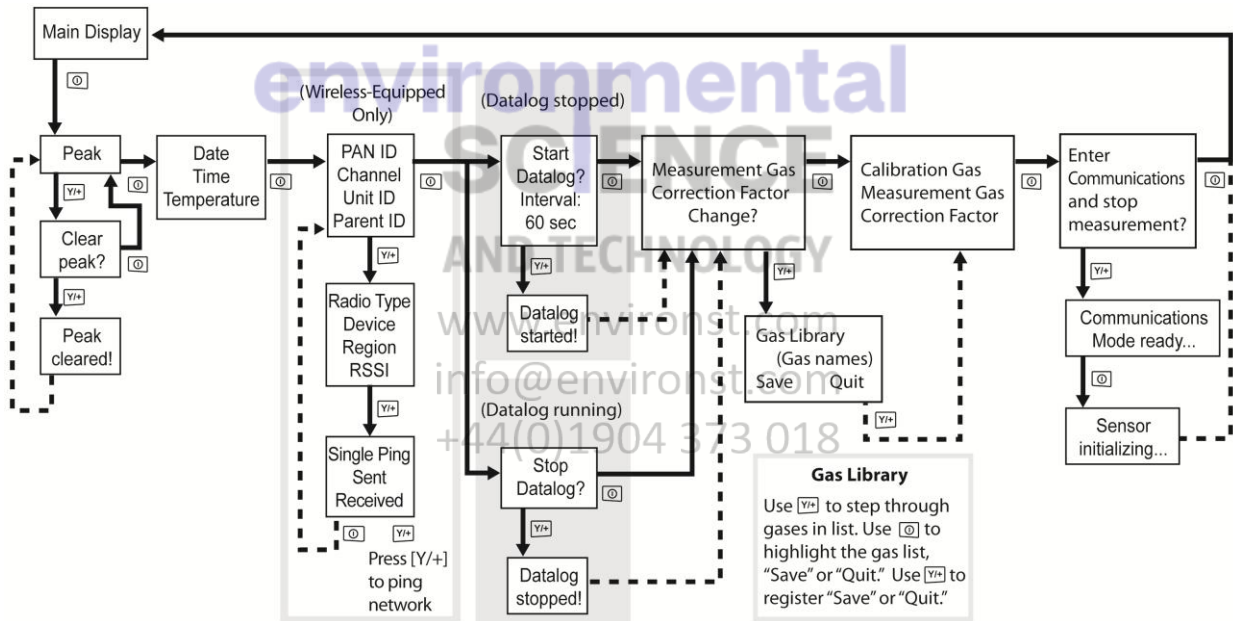 Main Display
Peak
Y/+
Clear
peak?
Y/+
Peak
cleared!
Date
Time
Temperature
(Wireless-Equipped
Only)
PAN ID
Channel
Unit ID
Parent ID
Y/+
Radio Type
Device
Region
RSSI
Y/+
Single Ping
Sent
Received
Y/+
Press [Y/+]
to ping
network
(Datalog stopped)
Start
Datalog?
Interval:
60 sec
Y/+
Datalog
started!
(Datalog running)
Stop
Datalog?
Y/+
Datalog
stopped!
Measurement Gas
Correction Factor
Change?
Y/+
Gas Library
(Gas names)
Save Quit
Y/+
Calibration Gas
Measurement Gas
Correction Factor
Enter
Communications
and stop
measurement?
Y/+
Communications
Mode ready...
Sensor
initializing...
Gas Library
Use Y/+ to step through
gases in list. Use to
highlight the gas list,
“Save” or “Quit.” Use Y/+ to
register “Save” or “Quit.”
environmental
SCIENCE
AND TECHNOLOGY
www.environst.com
info@environst.com
+44(0)1904 373 018